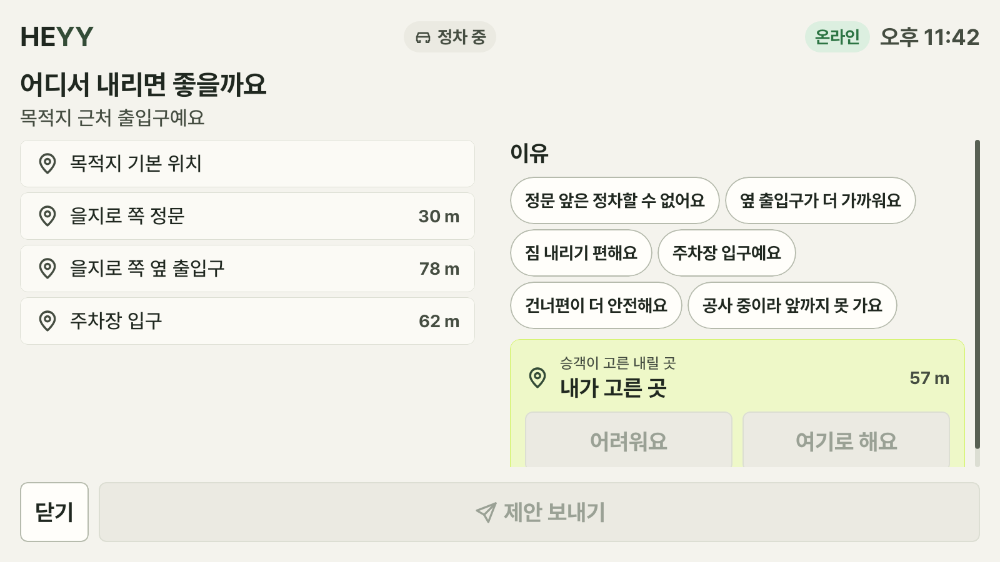 HEYY
정차 중
온라인
오후 11:42
어디서 내리면 좋을까요
목적지 근처 출입구예요
목적지 기본 위치
을지로 쪽 정문 30 m
을지로 쪽 옆 출입구 78 m
주차장 입구 62 m
이유
정문 앞은 정차할 수 없어요
옆 출입구가 더 가까워요
짐 내리기 편해요
주차장 입구예요
건너편이 더 안전해요
공사 중이라 앞까지 못 가요
승객이 고른 내릴 곳
내가 고른 곳 57 m
어려워요
여기로 해요
닫기
제안 보내기